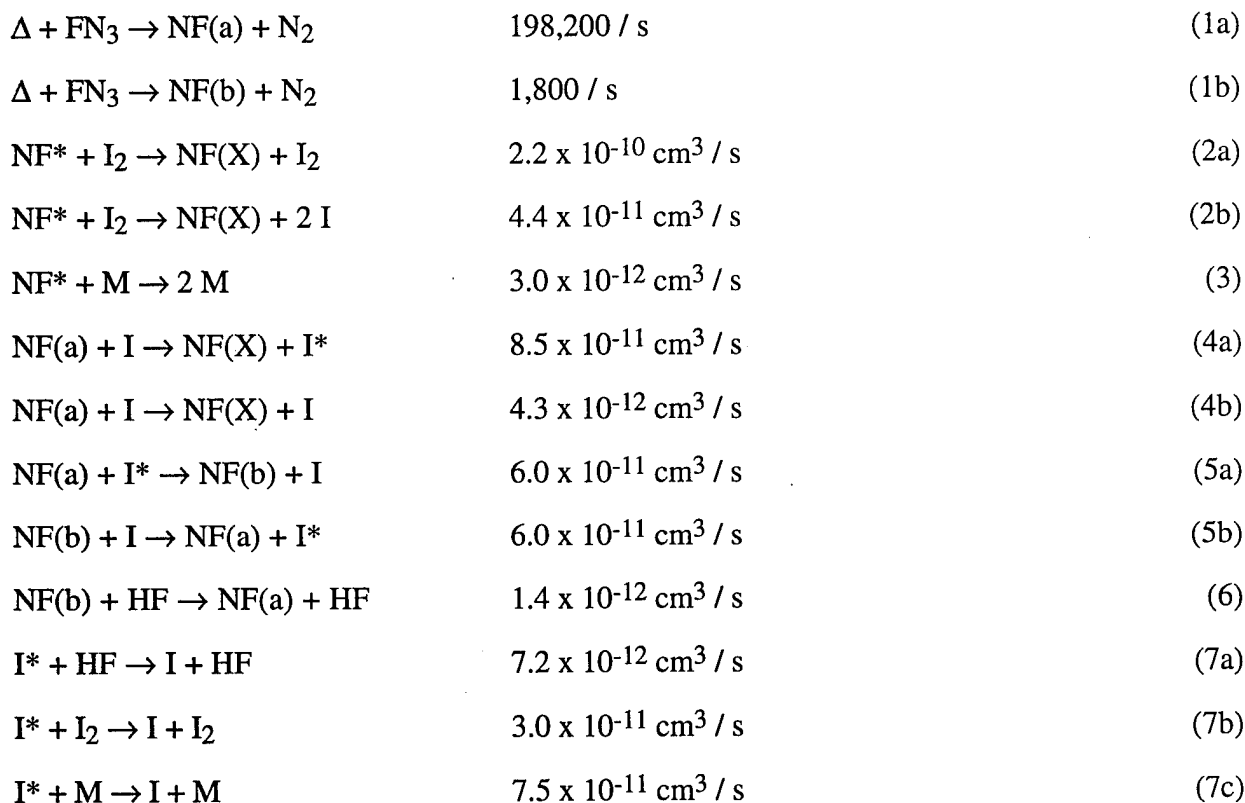 Δ + FN₃ → NF(a) + N₂ 198,200 / s (1a)
Δ + FN₃ → NF(b) + N₂ 1,800 / s (1b)
NF* + I₂ → NF(X) + I₂ 2.2 x 10⁻¹⁰ cm³ / s (2a)
NF* + I₂ → NF(X) + 2 I 4.4 x 10⁻¹¹ cm³ / s (2b)
NF* + M → 2 M 3.0 x 10⁻¹² cm³ / s (3)
NF(a) + I → NF(X) + I* 8.5 x 10⁻¹¹ cm³ / s (4a)
NF(a) + I → NF(X) + I 4.3 x 10⁻¹² cm³ / s (4b)
NF(a) + I* → NF(b) + I 6.0 x 10⁻¹¹ cm³ / s (5a)
NF(b) + I → NF(a) + I* 6.0 x 10⁻¹¹ cm³ / s (5b)
NF(b) + HF → NF(a) + HF 1.4 x 10⁻¹² cm³ / s (6)
I* + HF → I + HF 7.2 x 10⁻¹² cm³ / s (7a)
I* + I₂ → I + I₂ 3.0 x 10⁻¹¹ cm³ / s (7b)
I* + M → I + M 7.5 x 10⁻¹¹ cm³ / s (7c)